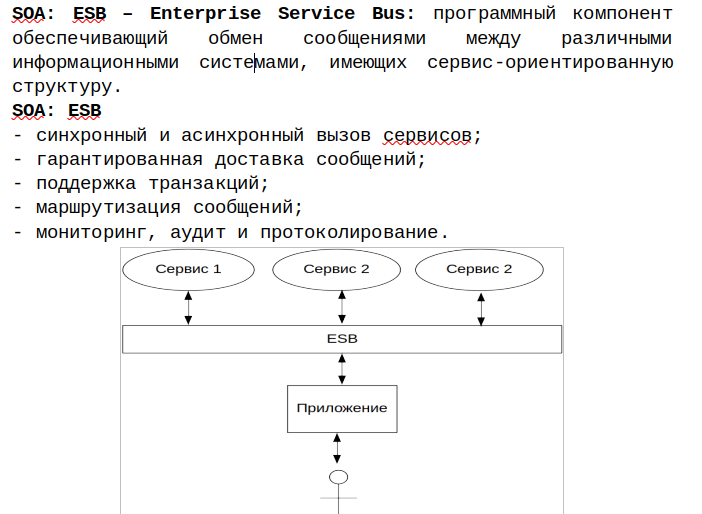 SOA: ESB – Enterprise Service Bus: программный компонент
обеспечивающий обмен сообщениями между различными
информационными системами, имеющих сервис-ориентированную
структуру.
SOA: ESB
- синхронный и асинхронный вызов сервисов;
- гарантированная доставка сообщений;
- поддержка транзакций;
- маршрутизация сообщений;
- мониторинг, аудит и протоколирование.
Сервис 1 Сервис 2 Сервис 2
ESB
Приложение